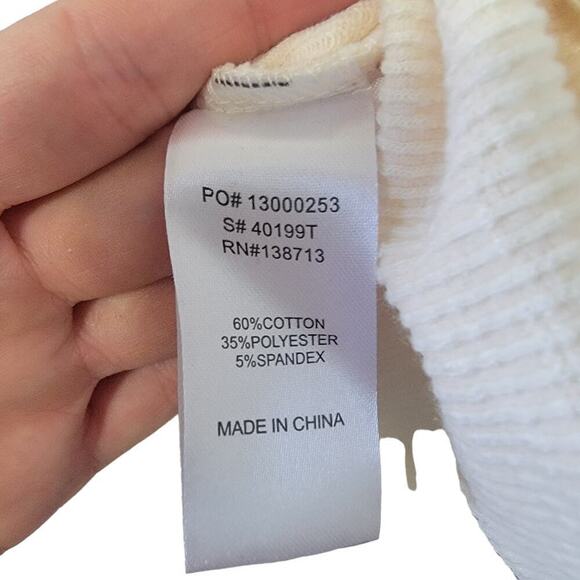 PO# 13000253
S# 40199T
RN#138713
60%COTTON
35%POLYESTER
5%SPANDEX
MADE IN CHINA